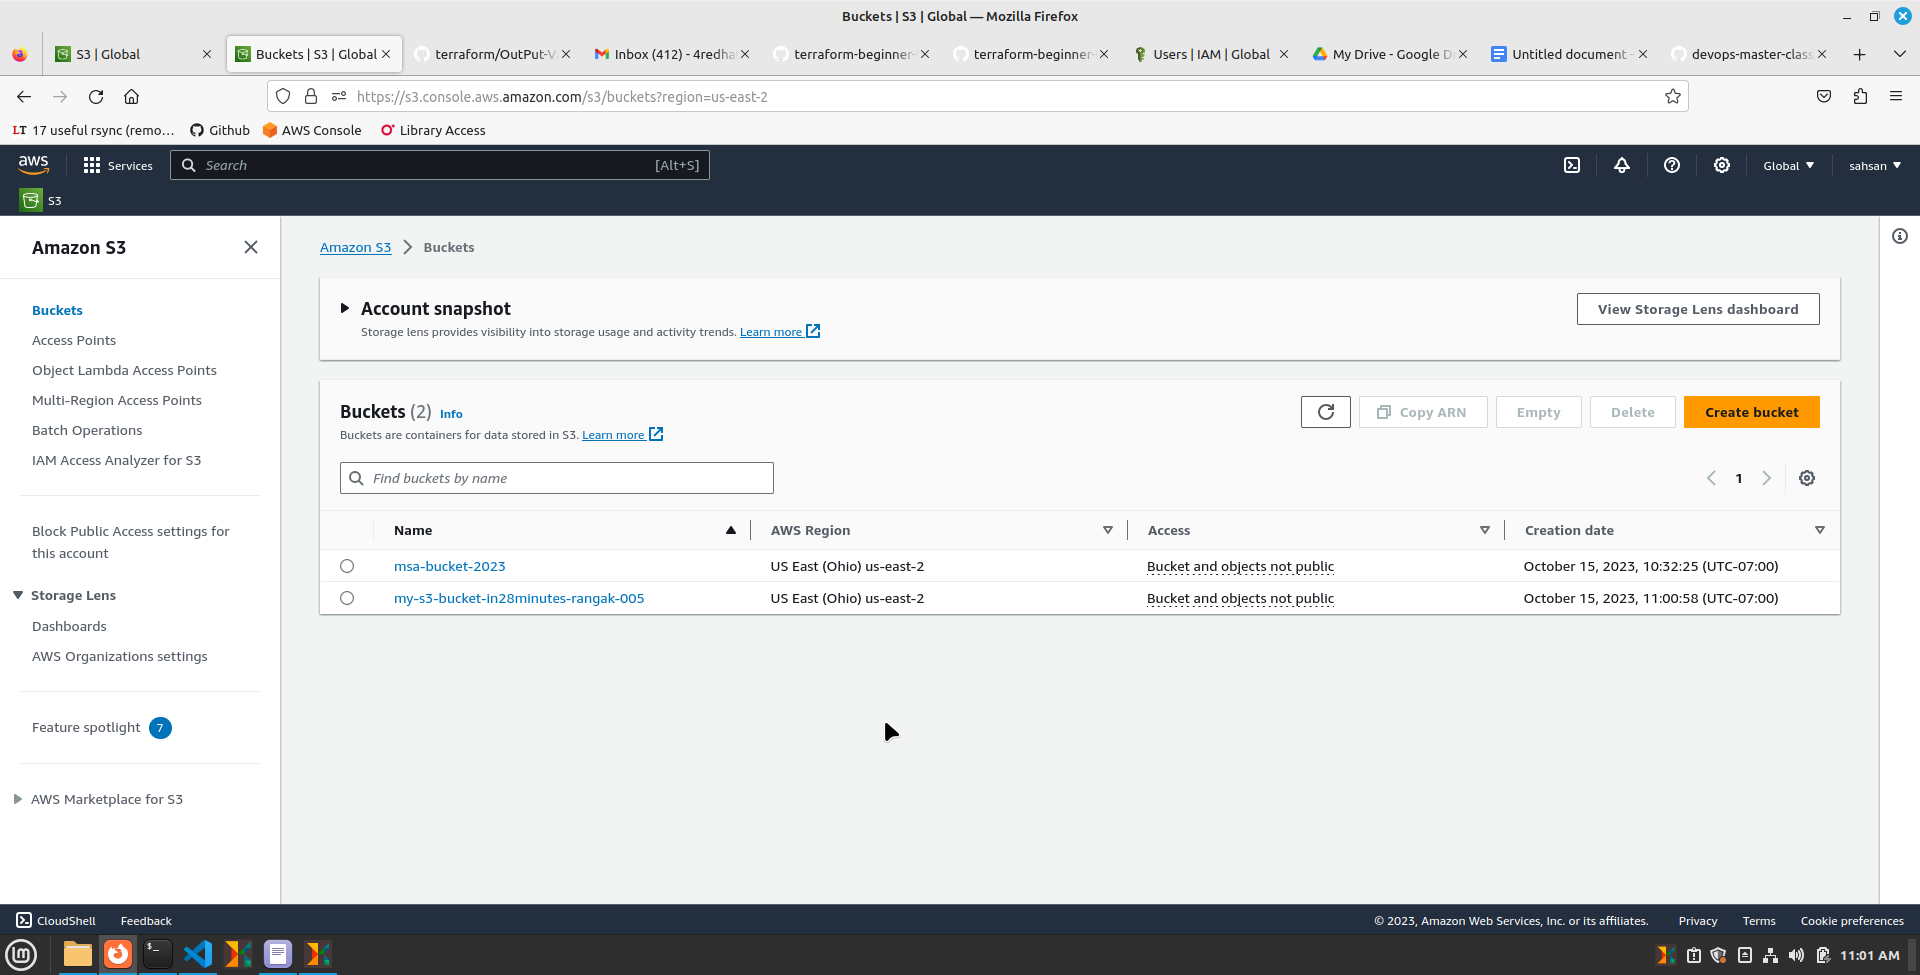 Buckets | S3 | Global — Mozilla Firefox
S3 | Global
Buckets | S3 | Global
terraform/OutPut-V
Inbox (412) - 4redha
terraform-beginner-
terraform-beginner-
Users | IAM | Global
My Drive - Google D
Untitled document -
devops-master-class
https://s3.console.aws.amazon.com/s3/buckets?region=us-east-2
LT 17 useful rsync (remo…
Github
AWS Console
Library Access
aws
Services
Search
[Alt+S]
Global
sahsan
S3
Amazon S3
Buckets
Access Points
Object Lambda Access Points
Multi-Region Access Points
Batch Operations
IAM Access Analyzer for S3
Block Public Access settings for
this account
Storage Lens
Dashboards
AWS Organizations settings
Feature spotlight 7
AWS Marketplace for S3
Amazon S3 > Buckets
Account snapshot
Storage lens provides visibility into storage usage and activity trends. Learn more
View Storage Lens dashboard
Buckets (2) Info
Buckets are containers for data stored in S3. Learn more
Copy ARN
Empty
Delete
Create bucket
Find buckets by name
1
Name AWS Region Access Creation date
msa-bucket-2023 US East (Ohio) us-east-2 Bucket and objects not public October 15, 2023, 10:32:25 (UTC-07:00)
my-s3-bucket-in28minutes-rangak-005 US East (Ohio) us-east-2 Bucket and objects not public October 15, 2023, 11:00:58 (UTC-07:00)
CloudShell
Feedback
© 2023, Amazon Web Services, Inc. or its affiliates.
Privacy
Terms
Cookie preferences
11:01 AM